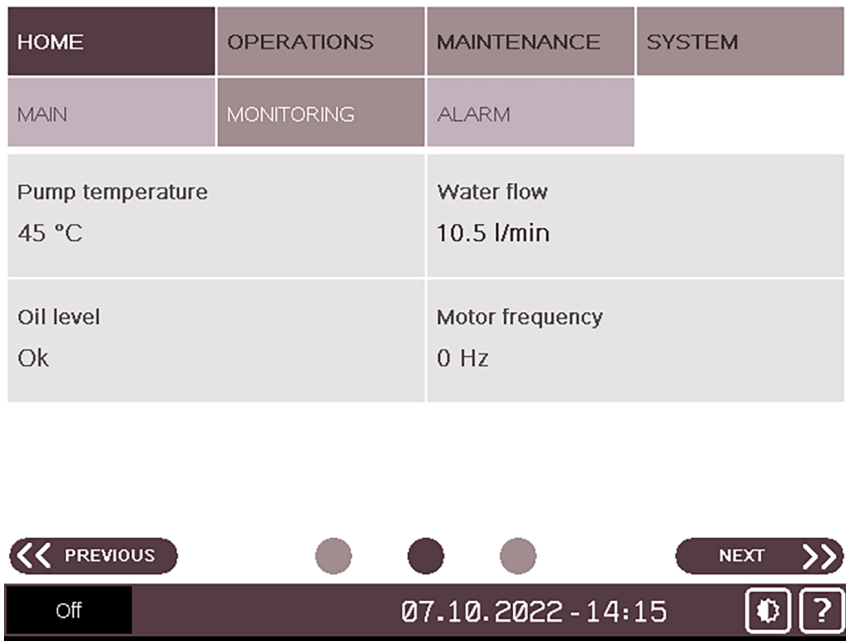 HOME OPERATIONS MAINTENANCE SYSTEM
MAIN MONITORING ALARM
Pump temperature Water flow
45 °C 10.5 l/min
Oil level Motor frequency
Ok 0 Hz
PREVIOUS NEXT
Off 07.10.2022 - 14:15 ?